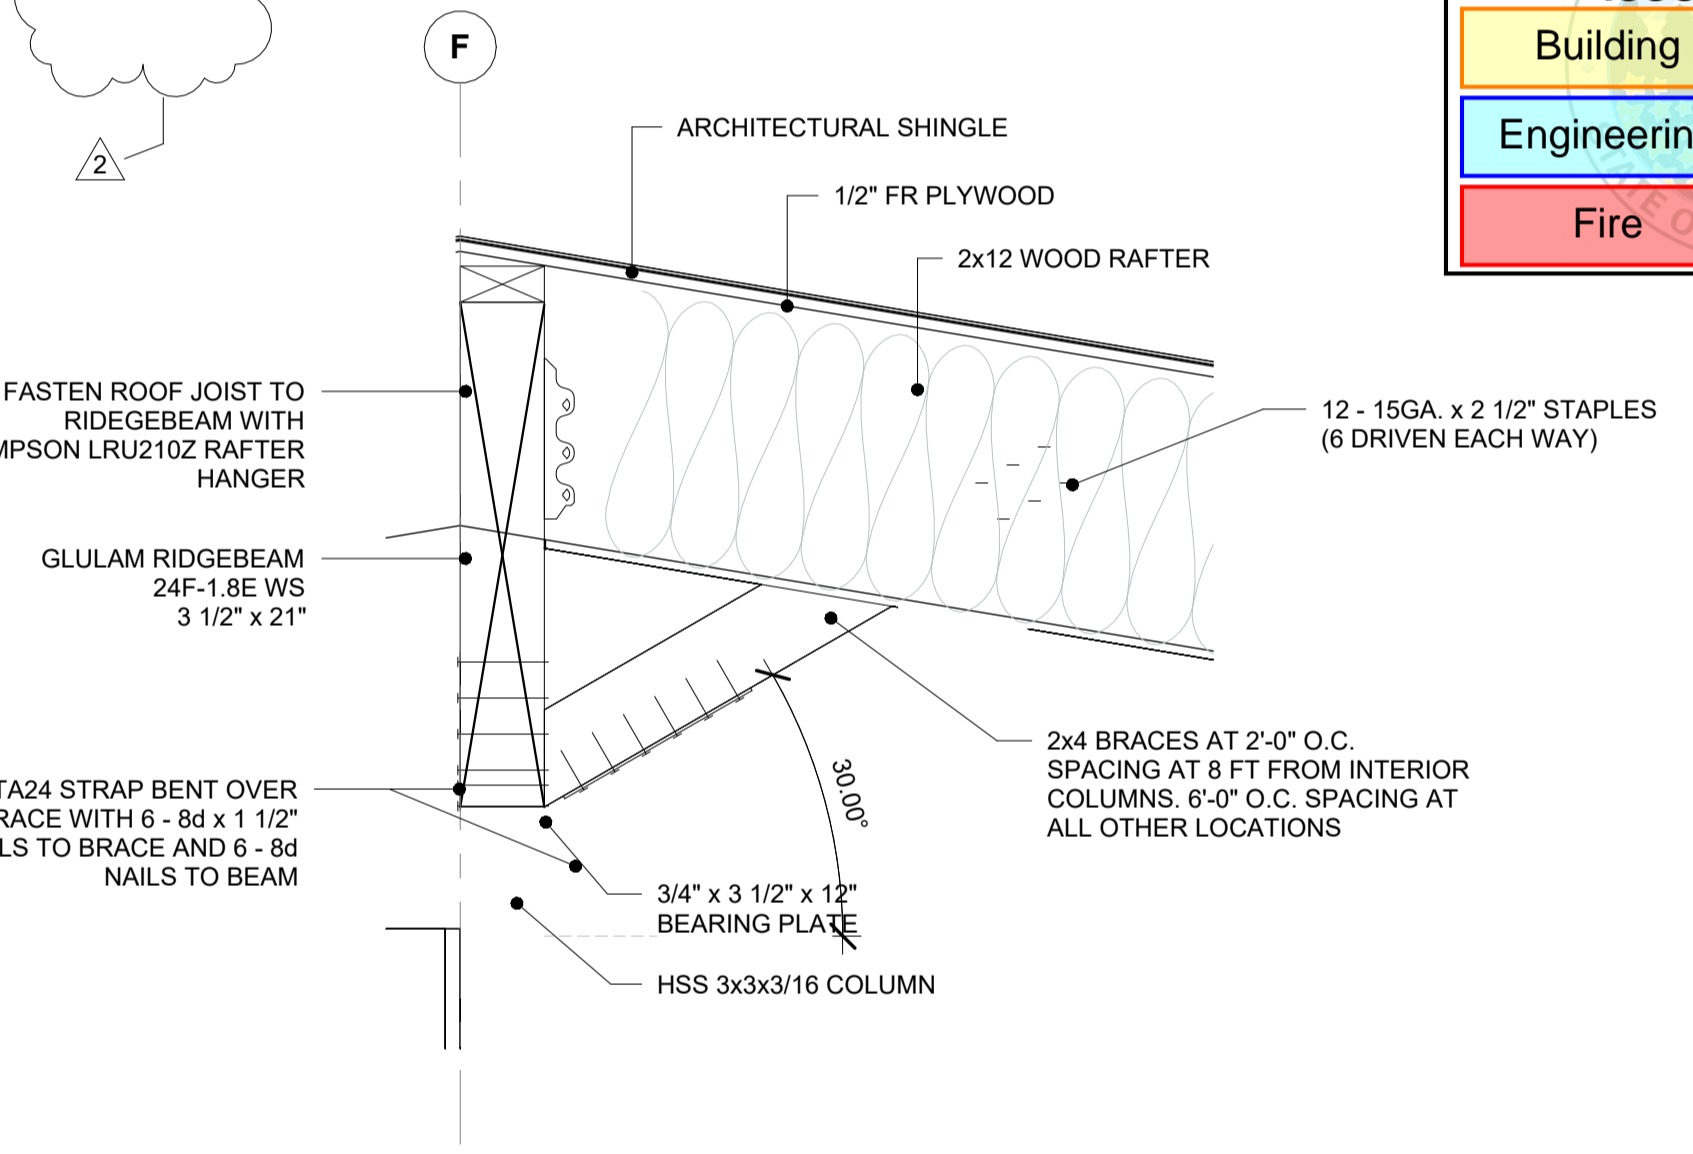 F
Building
Engineerin
Fire
STATE O
2
ARCHITECTURAL SHINGLE
1/2" FR PLYWOOD
2x12 WOOD RAFTER
FASTEN ROOF JOIST TO
RIDEGEBEAM WITH
MPSON LRU210Z RAFTER
HANGER
12 - 15GA. x 2 1/2" STAPLES
(6 DRIVEN EACH WAY)
GLULAM RIDGEBEAM
24F-1.8E WS
3 1/2" x 21"
2x4 BRACES AT 2'-0" O.C.
SPACING AT 8 FT FROM INTERIOR
COLUMNS. 6'-0" O.C. SPACING AT
ALL OTHER LOCATIONS
30.00°
TA24 STRAP BENT OVER
RACE WITH 6 - 8d x 1 1/2"
LS TO BRACE AND 6 - 8d
NAILS TO BEAM
3/4" x 3 1/2" x 12"
BEARING PLATE
HSS 3x3x3/16 COLUMN